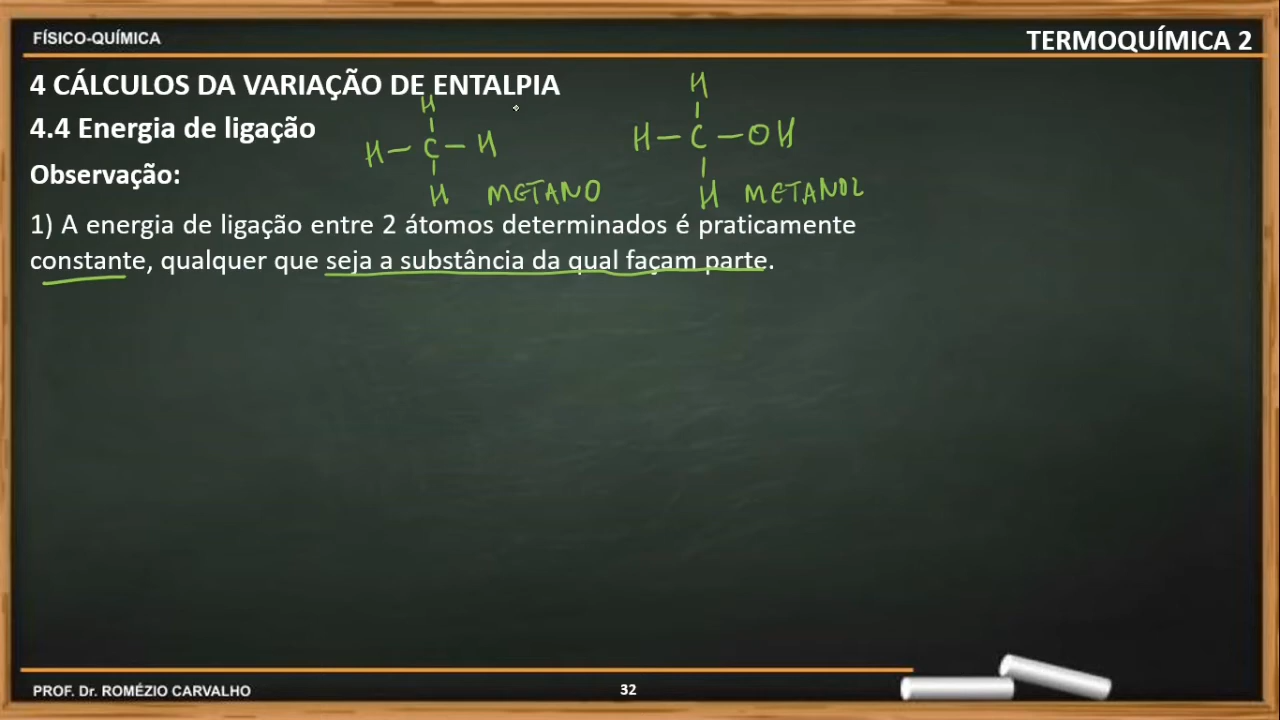 FÍSICO-QUÍMICA
TERMOQUÍMICA 2
4 CÁLCULOS DA VARIAÇÃO DE ENTALPIA
4.4 Energia de ligação
H
H – C – H
H METANO
H
H – C – OH
H METANOL
Observação:
1) A energia de ligação entre 2 átomos determinados é praticamente
constante, qualquer que seja a substância da qual façam parte.
PROF. Dr. ROMÉZIO CARVALHO
32